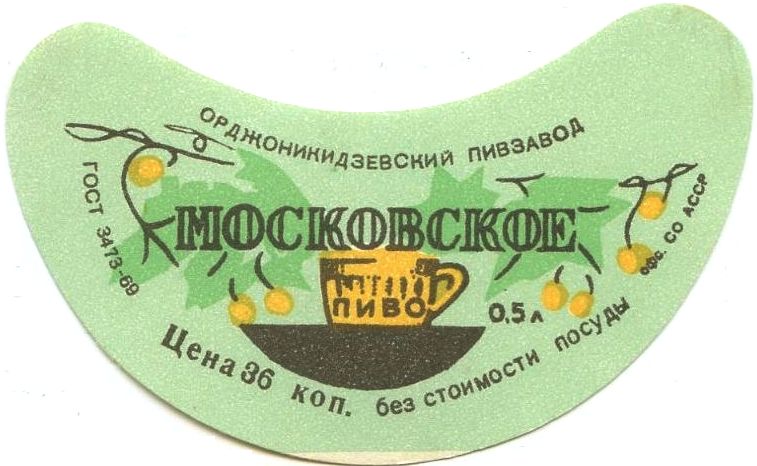 ОРДЖОНИКИДЗЕВСКИЙ ПИВЗАВОД
ГОСТ 3473-69
МОСКОВСКОЕ
ПИВО
0,5 л
офс. СО АССР
Цена 36 коп. без стоимости посуды